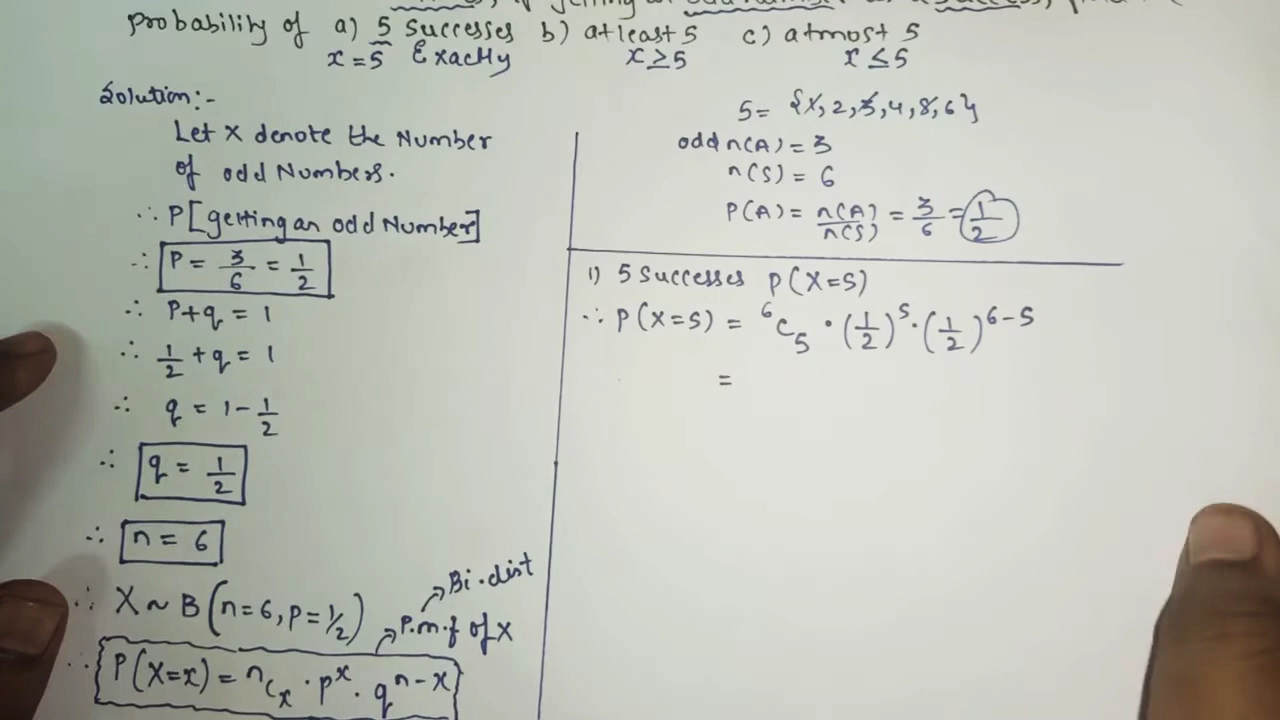 Probability of a) 5 Successes b) atleast 5 c) atmost 5
x = 5 Exactly x ≥ 5 x ≤ 5
Solution:-
Let X denote the Number
of odd Numbers.
∴ P[getting an odd Number]
∴ P = 3/6 = 1/2
∴ P+q = 1
∴ 1/2 + q = 1
∴ q = 1 - 1/2
∴ q = 1/2
∴ n = 6
∴ X ~ B(n=6, P=1/2)
Bi.dist
P.m.f of X
∴ P(X=x) = ⁿCₓ · pˣ · qⁿ⁻ˣ
S = {1, 2, 3, 4, 5, 6}
odd n(A) = 3
n(S) = 6
P(A) = n(A)/n(S) = 3/6 = 1/2
1) 5 Successes P(X=5)
∴ P(X=5) = ⁶C₅ · (1/2)⁵ · (1/2)⁶⁻⁵
=